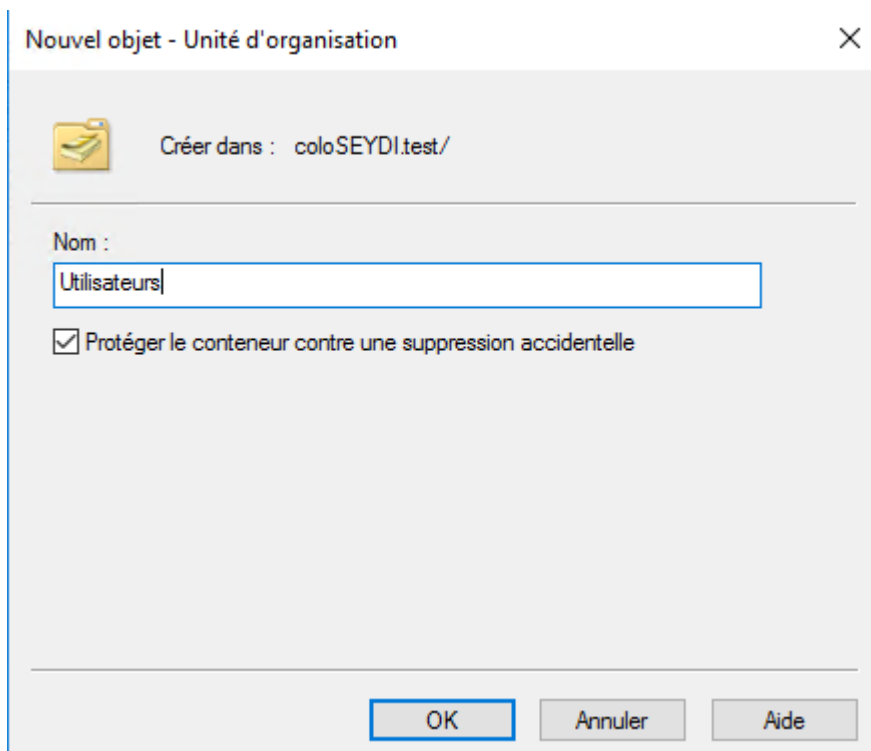 Nouvel objet - Unité d'organisation
Créer dans : coloSEYDI.test/
Nom :
Utilisateurs
Protéger le conteneur contre une suppression accidentelle
OK Annuler Aide